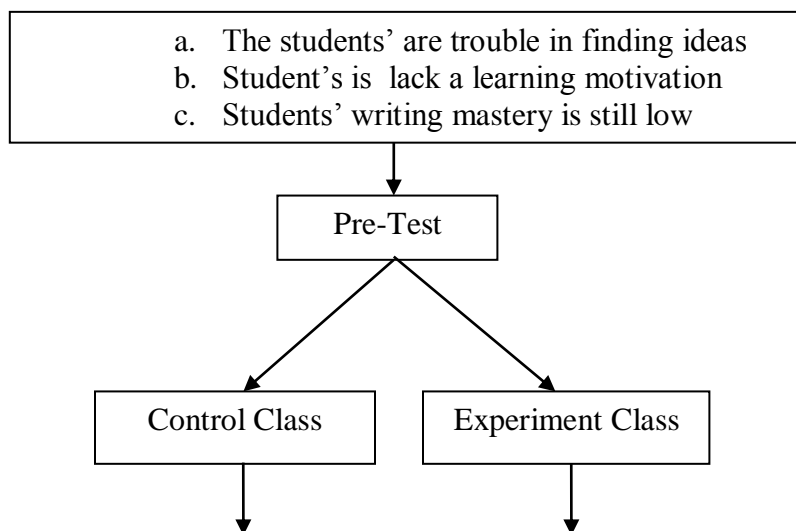 a. The students’ are trouble in finding ideas
b. Student’s is lack a learning motivation
c. Students’ writing mastery is still low
Pre-Test
Control Class
Experiment Class